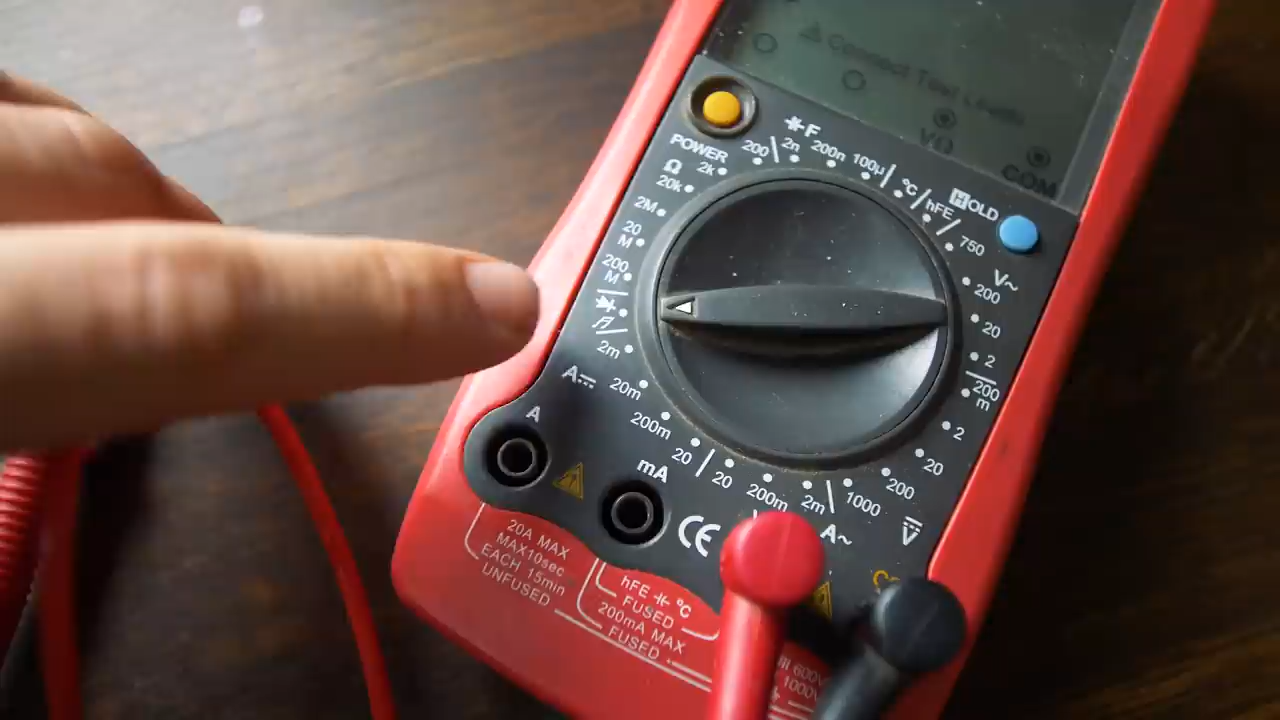 Connect Test Leads
VΩ
COM
POWER
HOLD
F
200
2n
200n
100µ
°C
hFE
Ω
2k
20k
2M
20
M
200
M
2m
A
20m
200m
20
20
200m
2m
A~
750
V~
200
20
2
200
m
2
20
200
1000
V
A
mA
CE
20A MAX
MAX10sec
EACH 15min
UNFUSED
hFE °C
FUSED
200mA MAX
FUSED
600V
1000V